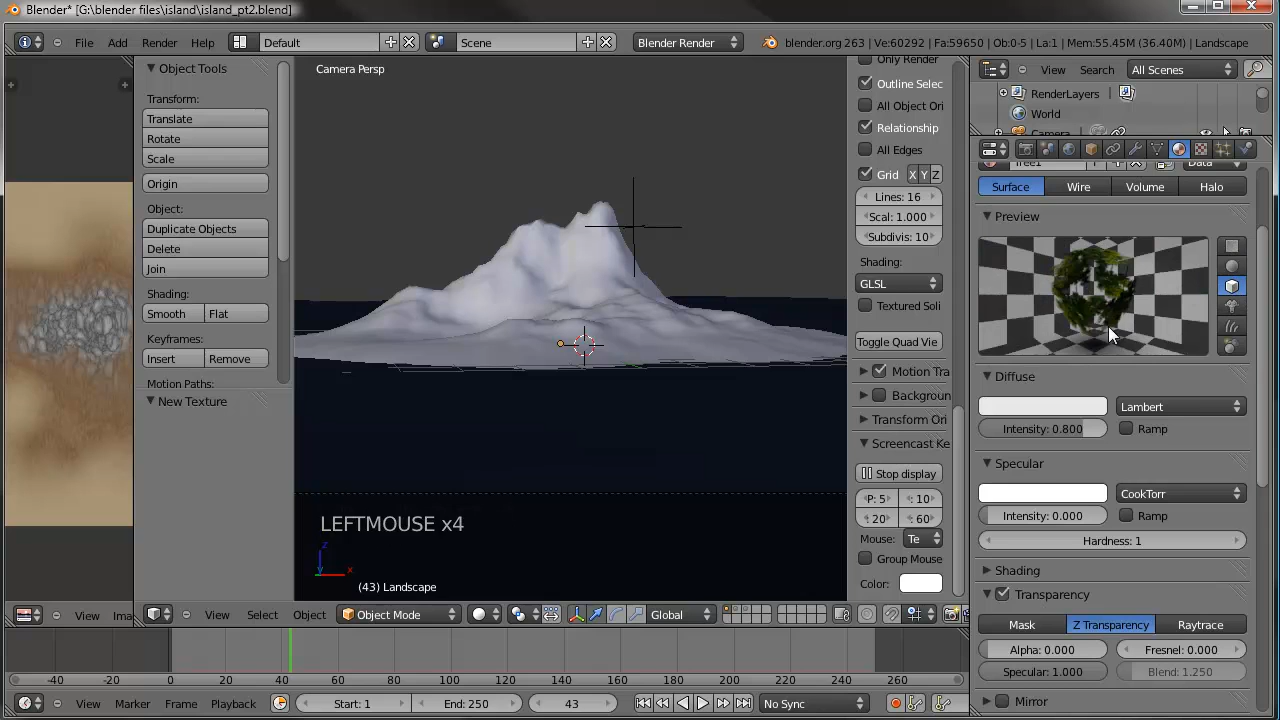 Blender* [G:\blender files\island\island_pt2.blend]
File Add Render Help Default Scene Blender Render blender.org 263 | Ve:60292 | Fa:59650 | Ob:0-5 | La:1 | Mem:55.45M (36.40M) | Landscape
Object Tools
Transform:
Translate
Rotate
Scale
Origin
Object:
Duplicate Objects
Delete
Join
Shading:
Smooth Flat
Keyframes:
Insert Remove
Motion Paths:
New Texture
Camera Persp
LEFTMOUSE x4
z
x
(43) Landscape
Only Render
Outline Selec
All Object Ori
Relationship
All Edges
Grid X Y Z
Lines: 16
Scal: 1.000
Subdivis: 10
Shading:
GLSL
Textured Soli
Toggle Quad Vie
Motion Tra
Backgroun
Transform Ori
Screencast Ke
Stop display
P: 5 : 10
: 20 : 60
Mouse: Te
Group Mouse
Color:
View Search All Scenes
RenderLayers
World
Camera
Tree1 F Data
Surface Wire Volume Halo
Preview
Diffuse
Lambert
Intensity: 0.800 Ramp
Specular
CookTorr
Intensity: 0.000 Ramp
Hardness: 1
Shading
Transparency
Mask Z Transparency Raytrace
Alpha: 0.000 Fresnel: 0.000
Specular: 1.000 Blend: 1.250
Mirror
View Ima View Select Object Object Mode Global
-40 -20 0 20 40 60 80 100 120 140 160 180 200 220 240 260
View Marker Frame Playback Start: 1 End: 250 43 No Sync